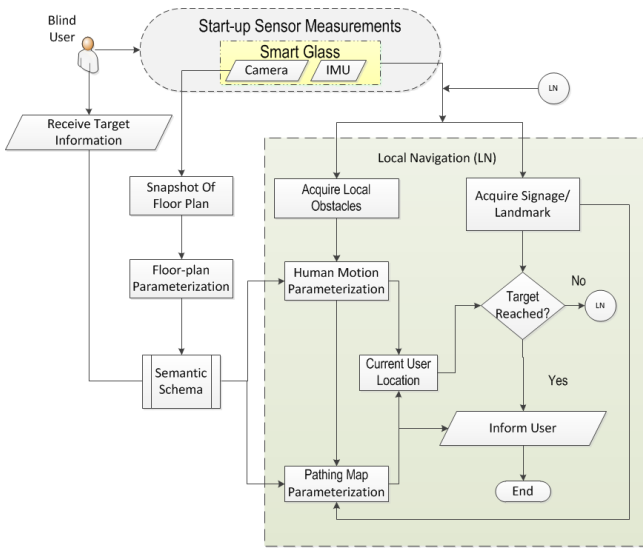 Blind
User
Start-up Sensor Measurements
Smart Glass
Camera
IMU
LN
Receive Target
Information
Local Navigation (LN)
Snapshot Of
Floor Plan
Acquire Local
Obstacles
Acquire Signage/
Landmark
Floor-plan
Parameterization
Human Motion
Parameterization
Target
Reached?
No
LN
Semantic
Schema
Current User
Location
Yes
Inform User
Pathing Map
Parameterization
End